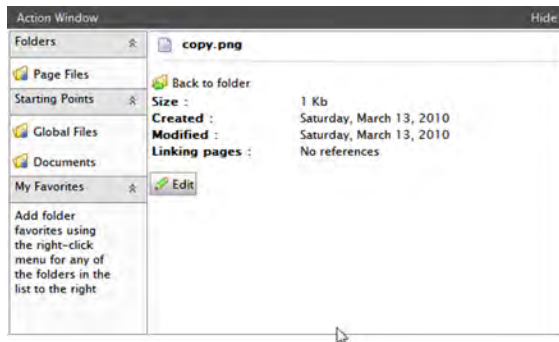 Action Window Hide
Folders
Page Files
Starting Points
Global Files
Documents
My Favorites
Add folder
favorites using
the right-click
menu for any of
the folders in the
list to the right
copy.png
Back to folder
Size : 1 Kb
Created : Saturday, March 13, 2010
Modified : Saturday, March 13, 2010
Linking pages : No references
Edit